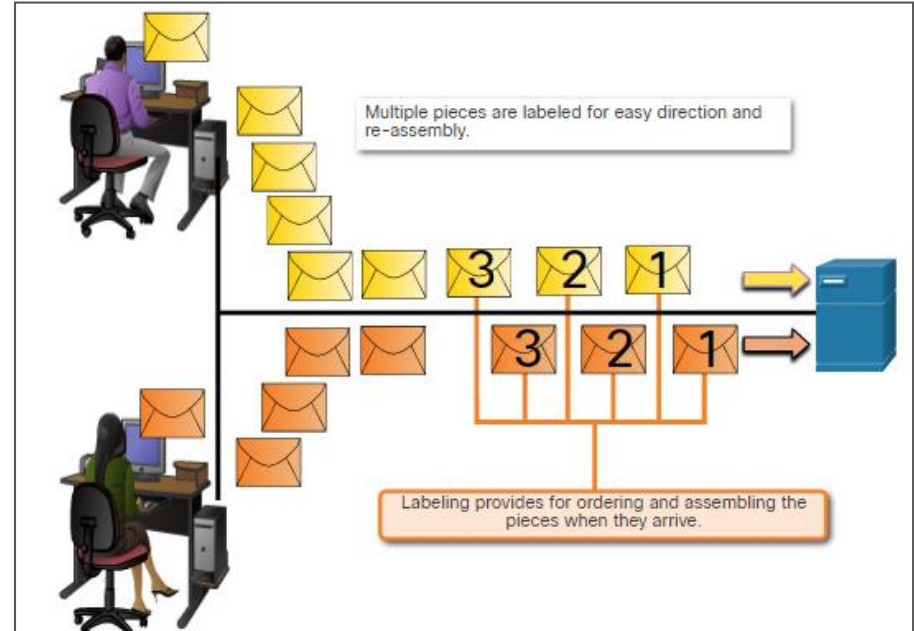 Multiple pieces are labeled for easy direction and
re-assembly.
3 2 1
3 2 1
Labeling provides for ordering and assembling the
pieces when they arrive.